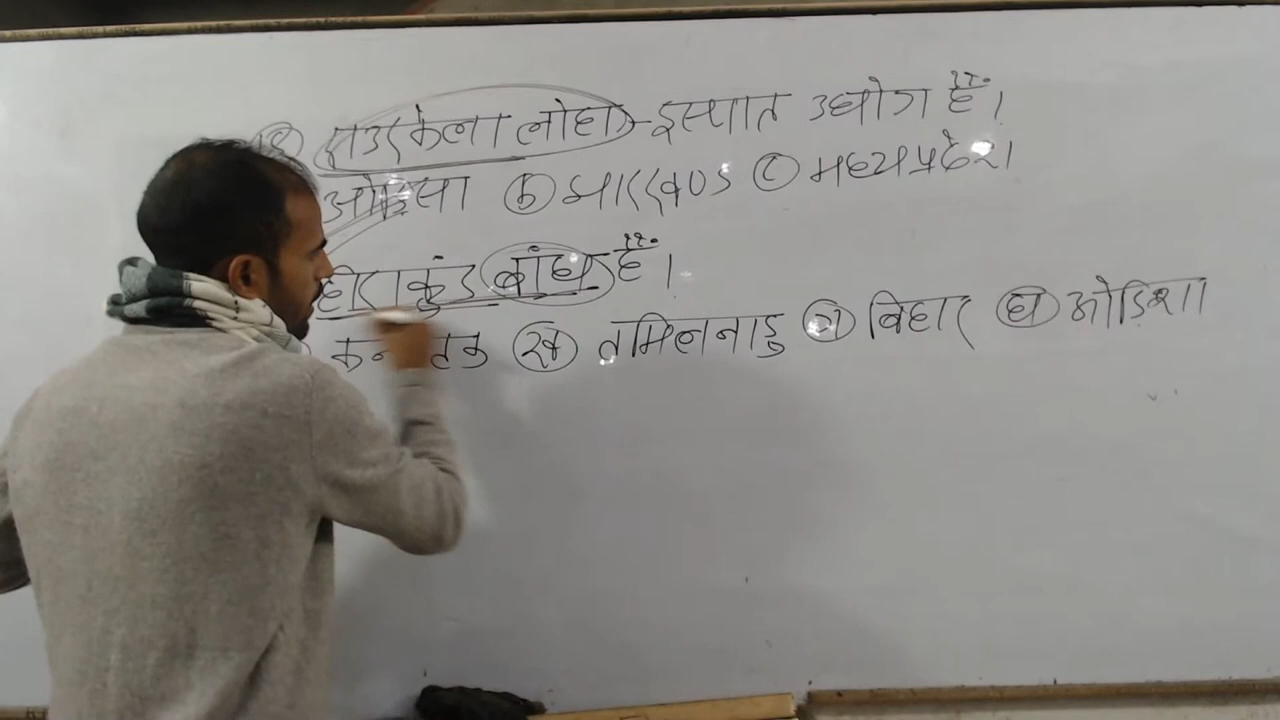 राउरकेला लोहा-इस्पात उद्योग हैं।
ओडिसा (b) झारखण्ड (c) मध्यप्रदेश।
हीराकुंड बांध हैं।
कर्नाटक (ख) तमिलनाडु (ग) बिहार (घ) ओडिशा